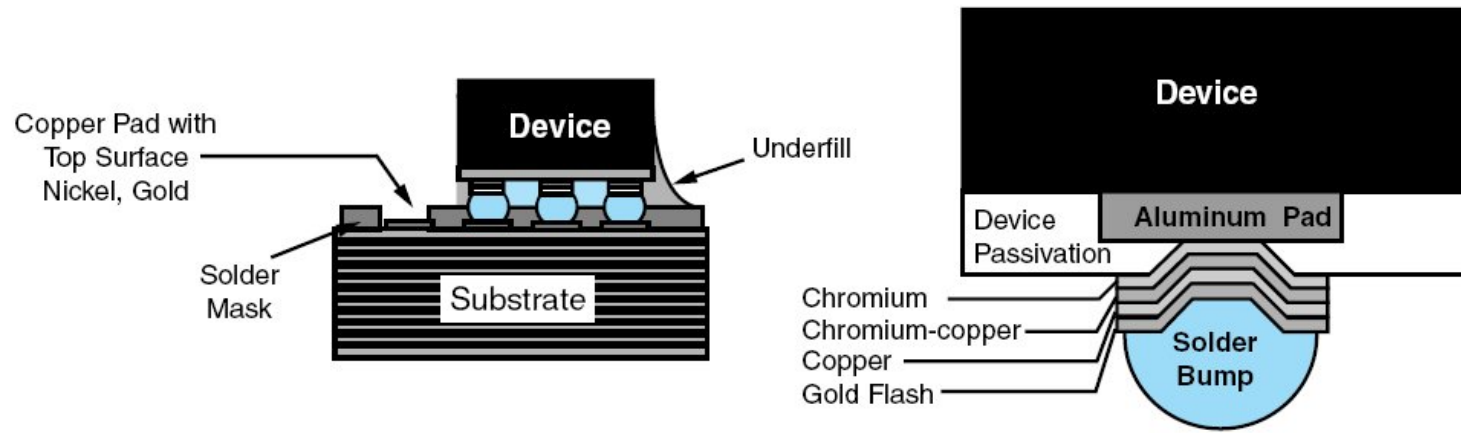 Copper Pad with
Top Surface
Nickel, Gold
Device
Underfill
Solder
Mask
Substrate
Device
Device
Passivation
Aluminum Pad
Chromium
Chromium-copper
Copper
Gold Flash
Solder
Bump